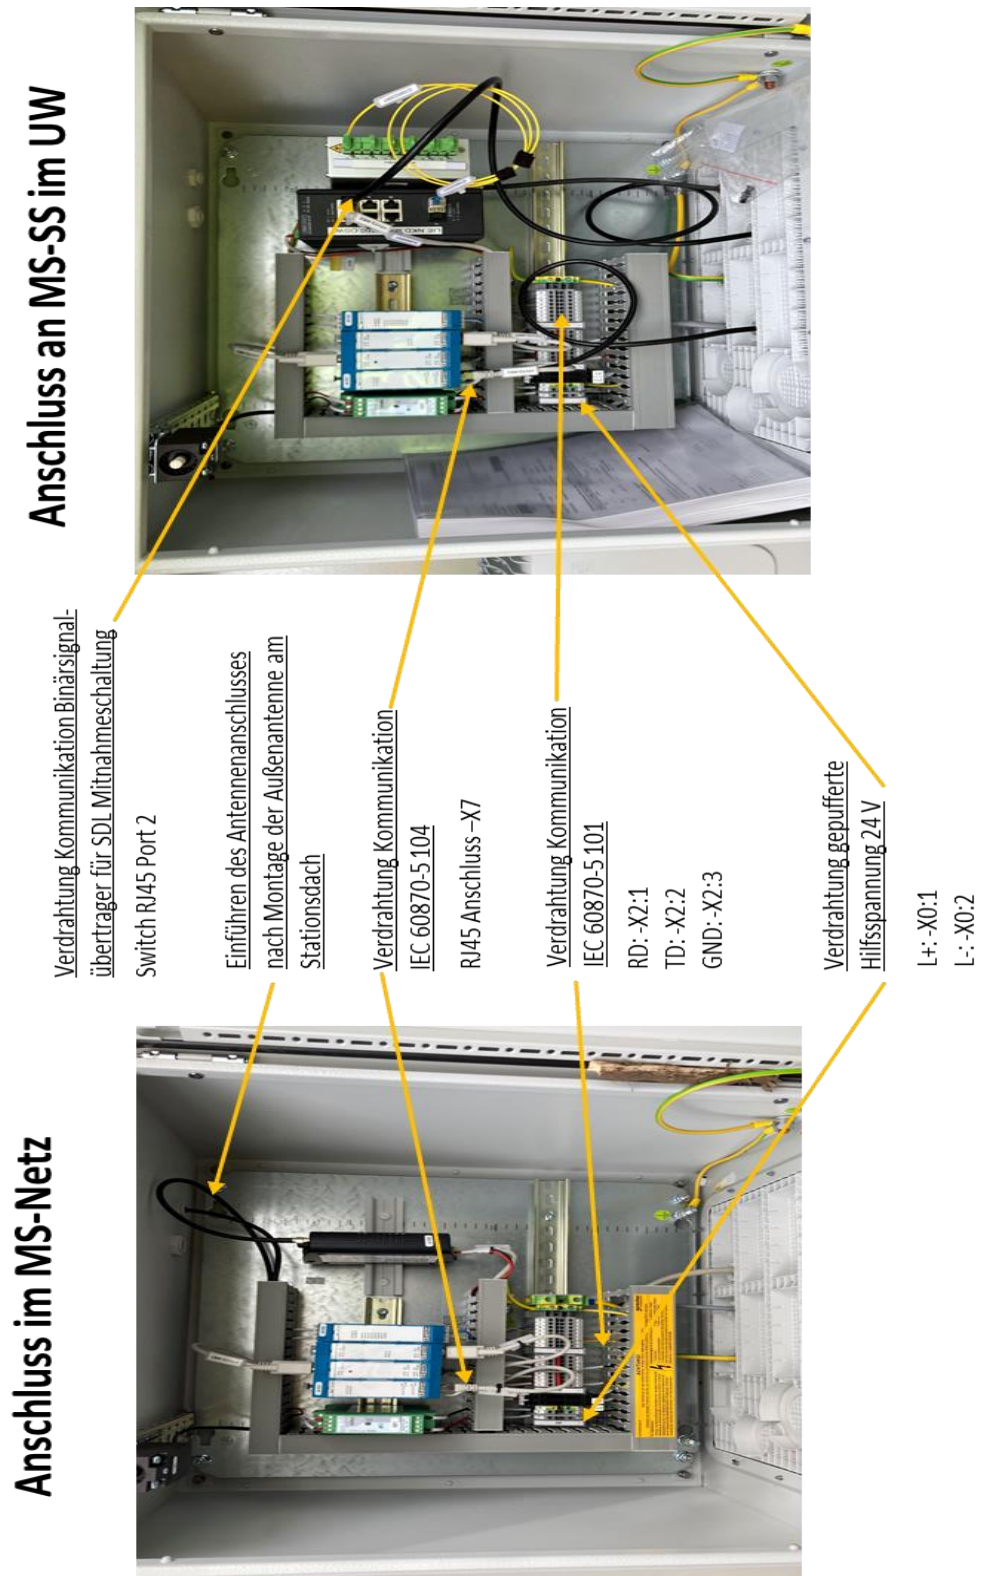 Anschluss im MS-Netz
Anschluss an MS-SS im UW
Verdrahtung Kommunikation Binärsignal-
übertrager für SDL Mitnahmeschaltung
Switch RJ45 Port 2
Einführen des Antennenanschlusses
nach Montage der Außenantenne am
Stationsdach
Verdrahtung Kommunikation
IEC 60870-5 104
RJ45 Anschluss –X7
Verdrahtung Kommunikation
IEC 60870-5 101
RD: -X2:1
TD: -X2:2
GND: -X2:3
Verdrahtung gepufferte
Hilfsspannung 24 V
L+: -X0:1
L-: -X0:2